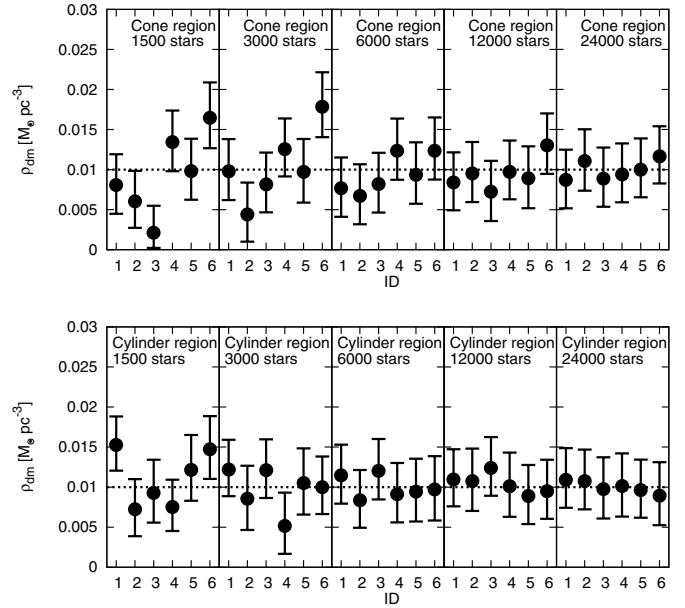 0.03
0.025
0.02
0.015
0.010
0.005
0
ρdm [M⊙ pc-3]
Cone region
1500 stars
Cone region
3000 stars
Cone region
6000 stars
Cone region
12000 stars
Cone region
24000 stars
1 2 3 4 5 6 1 2 3 4 5 6 1 2 3 4 5 6 1 2 3 4 5 6 1 2 3 4 5 6
ID
0.03
0.025
0.02
0.015
0.010
0.005
0
ρdm [M⊙ pc-3]
Cylinder region
1500 stars
Cylinder region
3000 stars
Cylinder region
6000 stars
Cylinder region
12000 stars
Cylinder region
24000 stars
1 2 3 4 5 6 1 2 3 4 5 6 1 2 3 4 5 6 1 2 3 4 5 6 1 2 3 4 5 6
ID